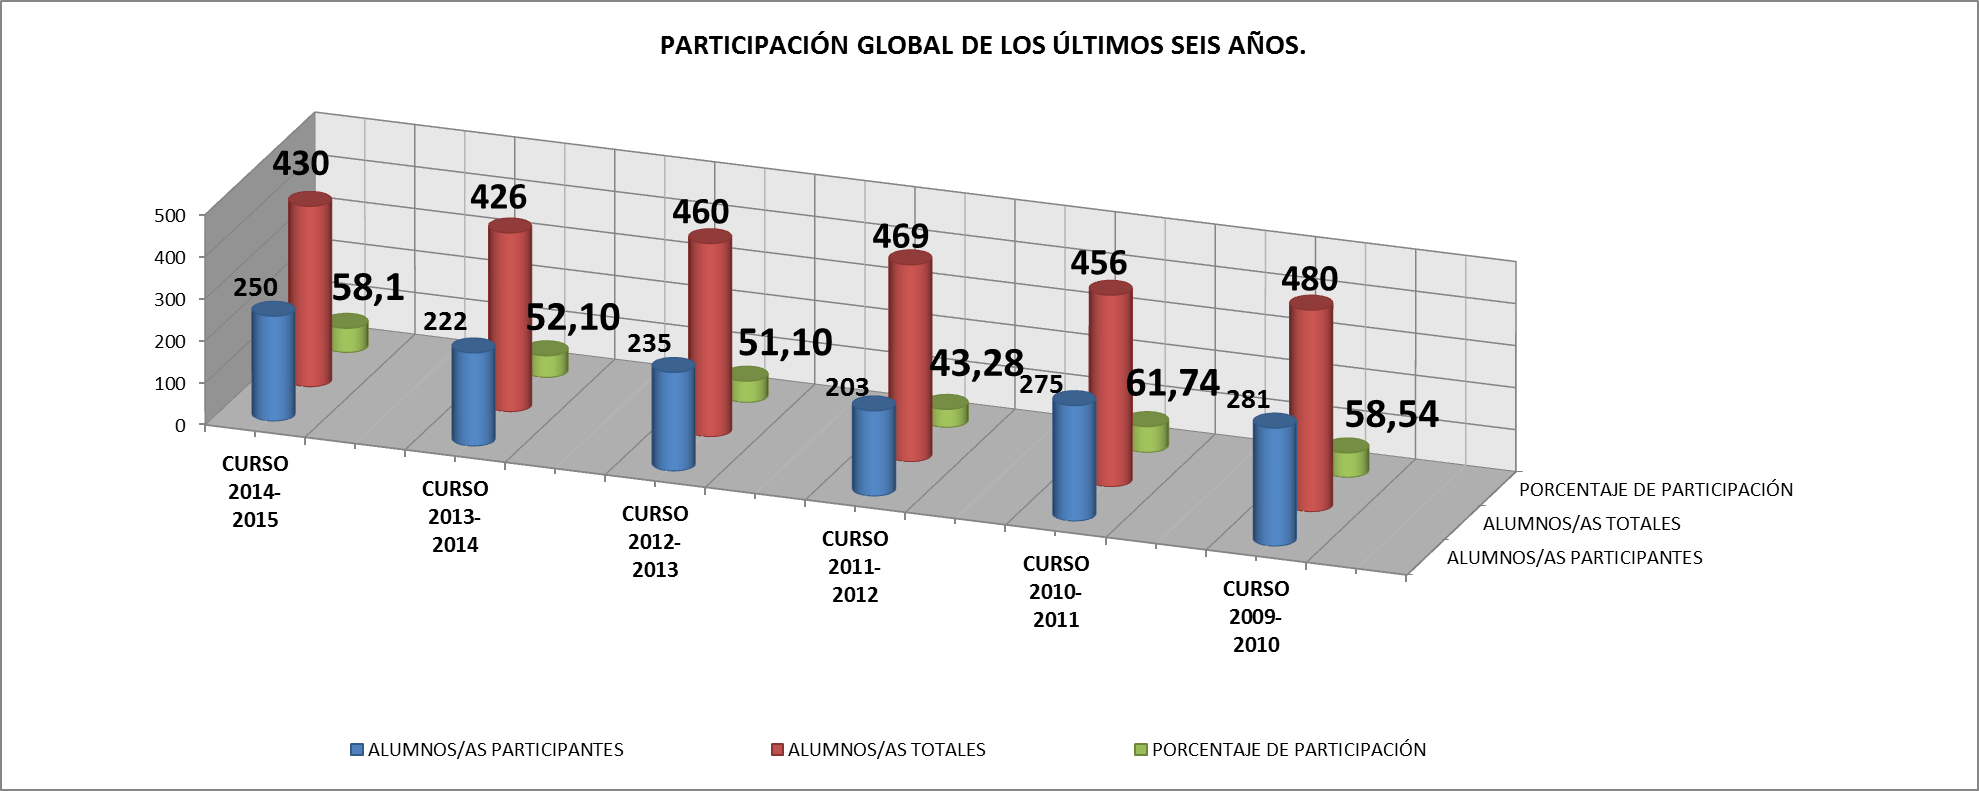 PARTICIPACIÓN GLOBAL DE LOS ÚLTIMOS SEIS AÑOS.
500
400
300
200
100
0
430
426
460
469
456
480
250
58,1
222
52,10
235
51,10
203
43,28
275
61,74
281
58,54
CURSO
2014-
2015
CURSO
2013-
2014
CURSO
2012-
2013
CURSO
2011-
2012
CURSO
2010-
2011
CURSO
2009-
2010
PORCENTAJE DE PARTICIPACIÓN
ALUMNOS/AS TOTALES
ALUMNOS/AS PARTICIPANTES
ALUMNOS/AS PARTICIPANTES
ALUMNOS/AS TOTALES
PORCENTAJE DE PARTICIPACIÓN